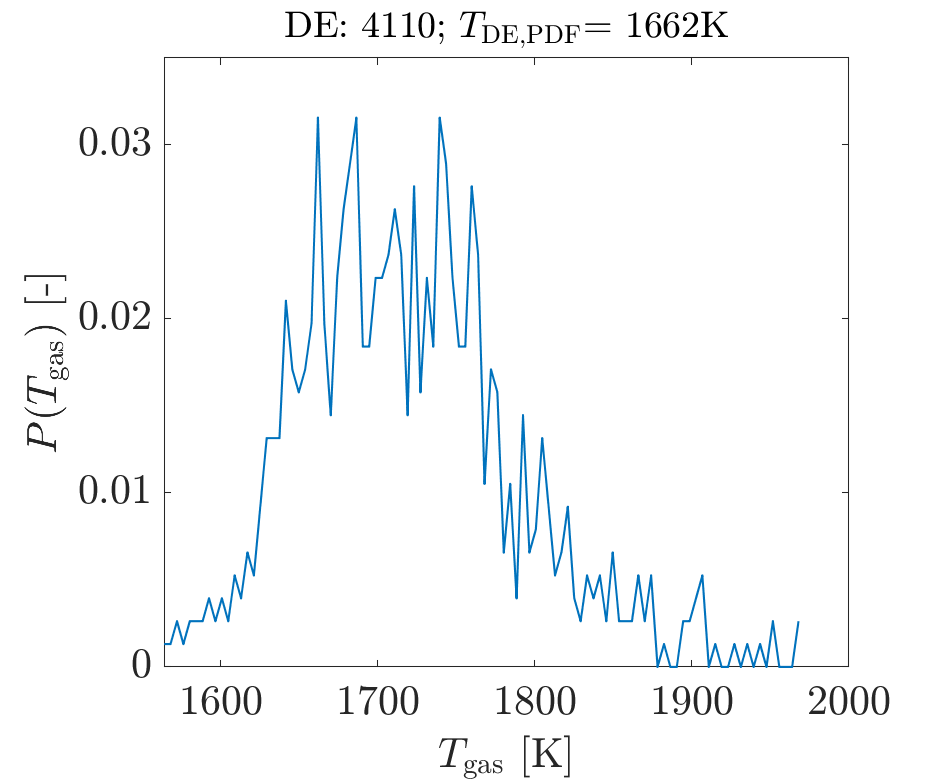 DE: 4110; T_DE,PDF= 1662K
P(T_gas) [-]
0.03
0.02
0.01
0
1600 1700 1800 1900 2000
T_gas [K]